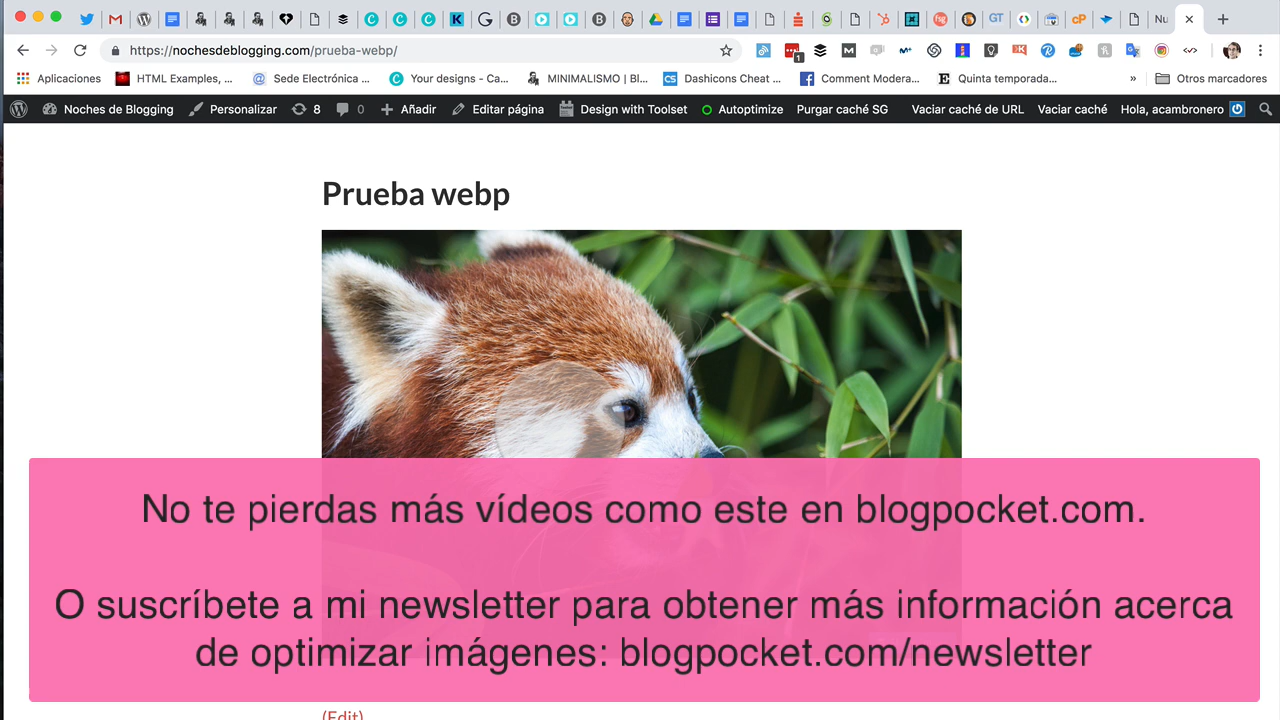 https://nochesdeblogging.com/prueba-webp/
Aplicaciones HTML Examples, ... Sede Electrónica ... Your designs - Ca... MINIMALISMO | Bl... Dashicons Cheat ... Comment Modera... Quinta temporada... » Otros marcadores
Noches de Blogging Personalizar 8 0 Añadir Editar página Design with Toolset Autoptimize Purgar caché SG Vaciar caché de URL Vaciar caché Hola, acambronero
Prueba webp
No te pierdas más vídeos como este en blogpocket.com.
O suscríbete a mi newsletter para obtener más información acerca
de optimizar imágenes: blogpocket.com/newsletter
(Edit)